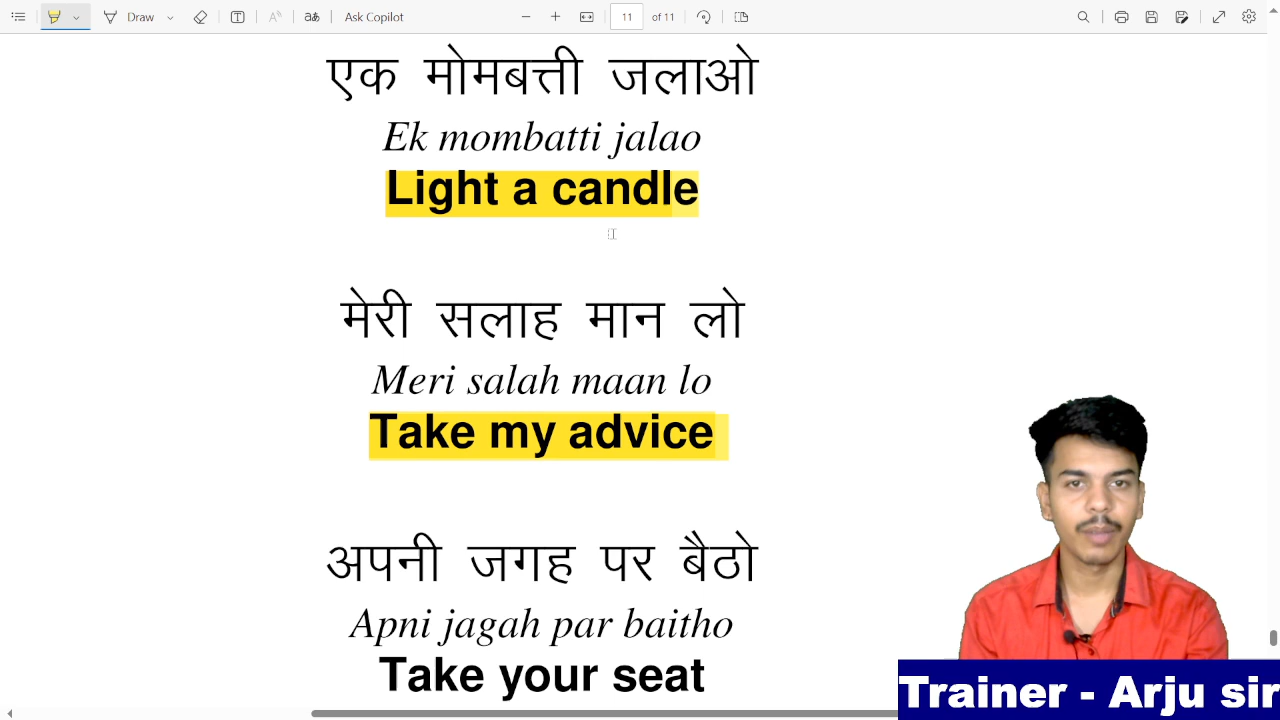 Draw
Ask Copilot
11 of 11
एक मोमबत्ती जलाओ
Ek mombatti jalao
Light a candle
मेरी सलाह मान लो
Meri salah maan lo
Take my advice
अपनी जगह पर बैठो
Apni jagah par baitho
Take your seat
Trainer - Arju sir